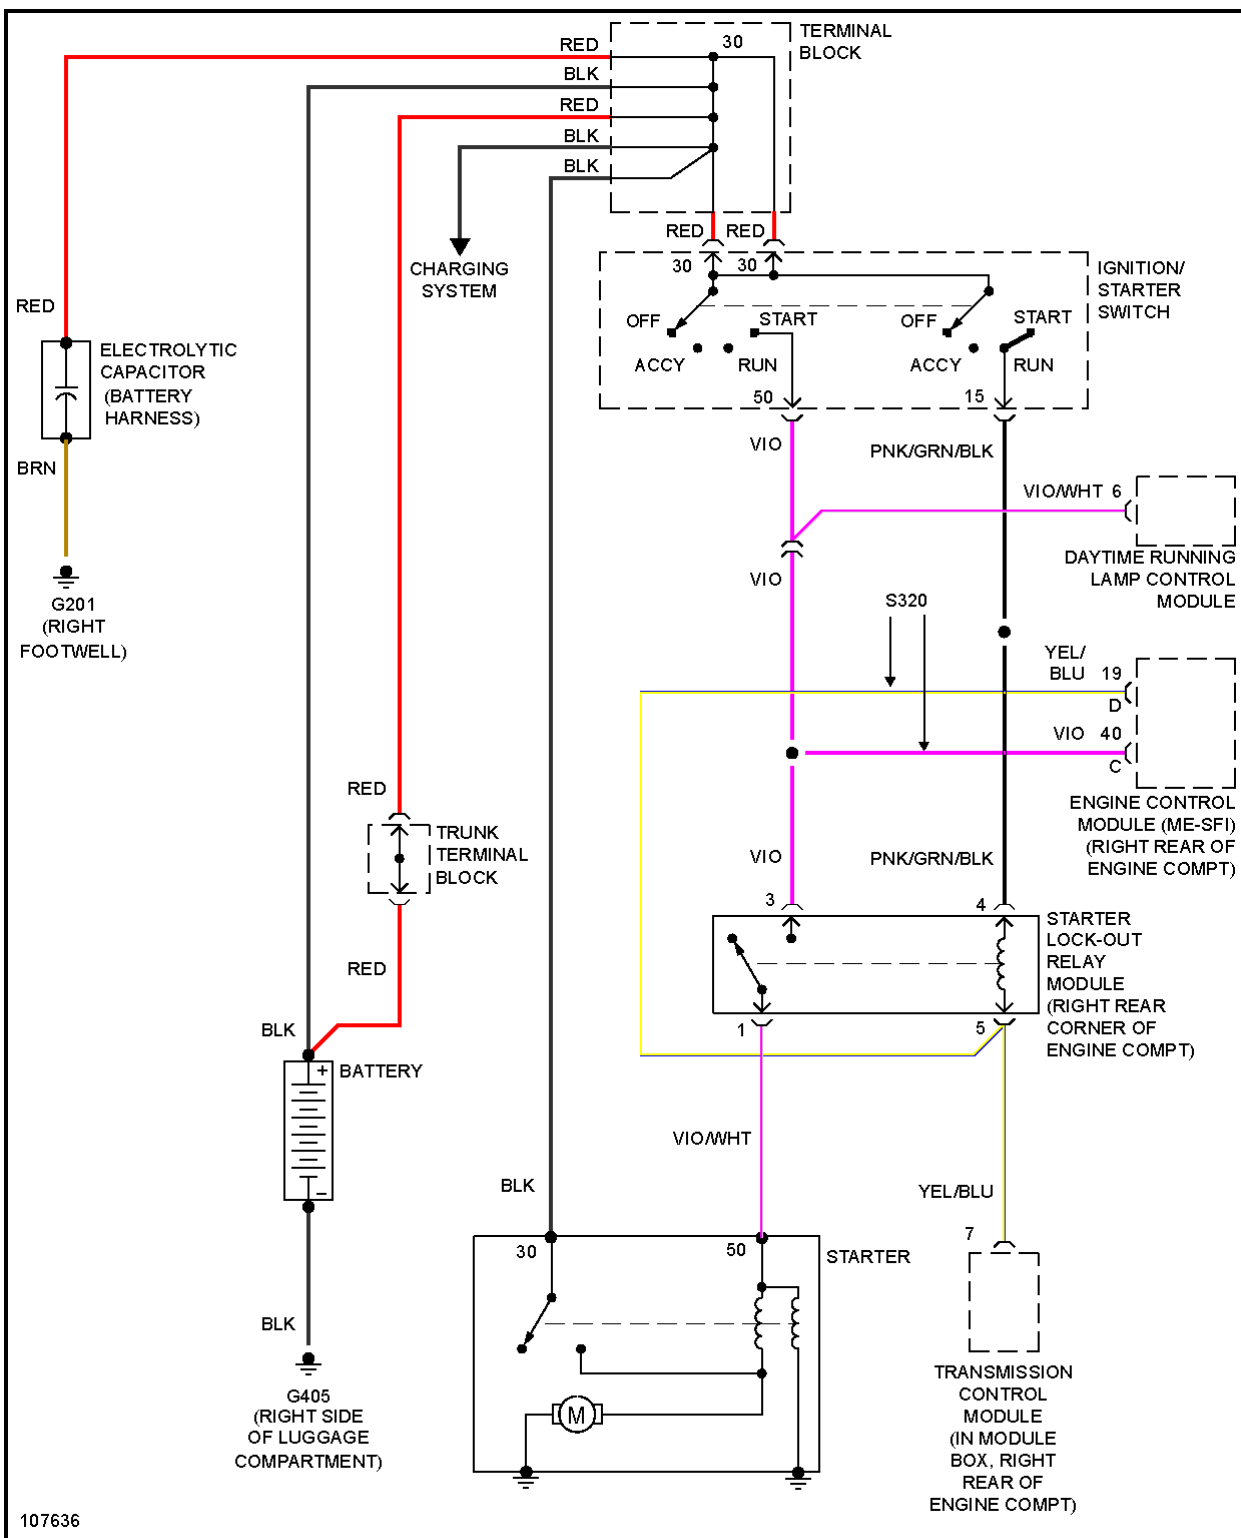 TERMINAL
BLOCK
30
RED
BLK
RED
BLK
BLK
RED RED
30 30
CHARGING
SYSTEM
IGNITION/
STARTER
SWITCH
OFF
START
ACCY
RUN
OFF
START
ACCY
RUN
50
15
RED
ELECTROLYTIC
CAPACITOR
(BATTERY
HARNESS)
BRN
G201
(RIGHT
FOOTWELL)
VIO
PNK/GRN/BLK
VIO/WHT 6
DAYTIME RUNNING
LAMP CONTROL
MODULE
VIO
S320
YEL/
BLU
19
D
VIO 40
C
ENGINE CONTROL
MODULE (ME-SFI)
(RIGHT REAR OF
ENGINE COMPT)
RED
TRUNK
TERMINAL
BLOCK
VIO
PNK/GRN/BLK
3
4
STARTER
LOCK-OUT
RELAY
MODULE
(RIGHT REAR
CORNER OF
ENGINE COMPT)
1
5
RED
BLK
+
BATTERY
–
VIO/WHT
YEL/BLU
BLK
30
50
STARTER
M
7
TRANSMISSION
CONTROL
MODULE
(IN MODULE
BOX, RIGHT
REAR OF
ENGINE COMPT)
BLK
G405
(RIGHT SIDE
OF LUGGAGE
COMPARTMENT)
107636